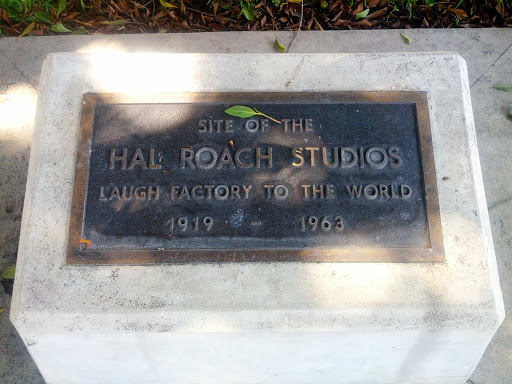 SITE OF THE
HAL ROACH STUDIOS
LAUGH FACTORY TO THE WORLD
1919 - 1963